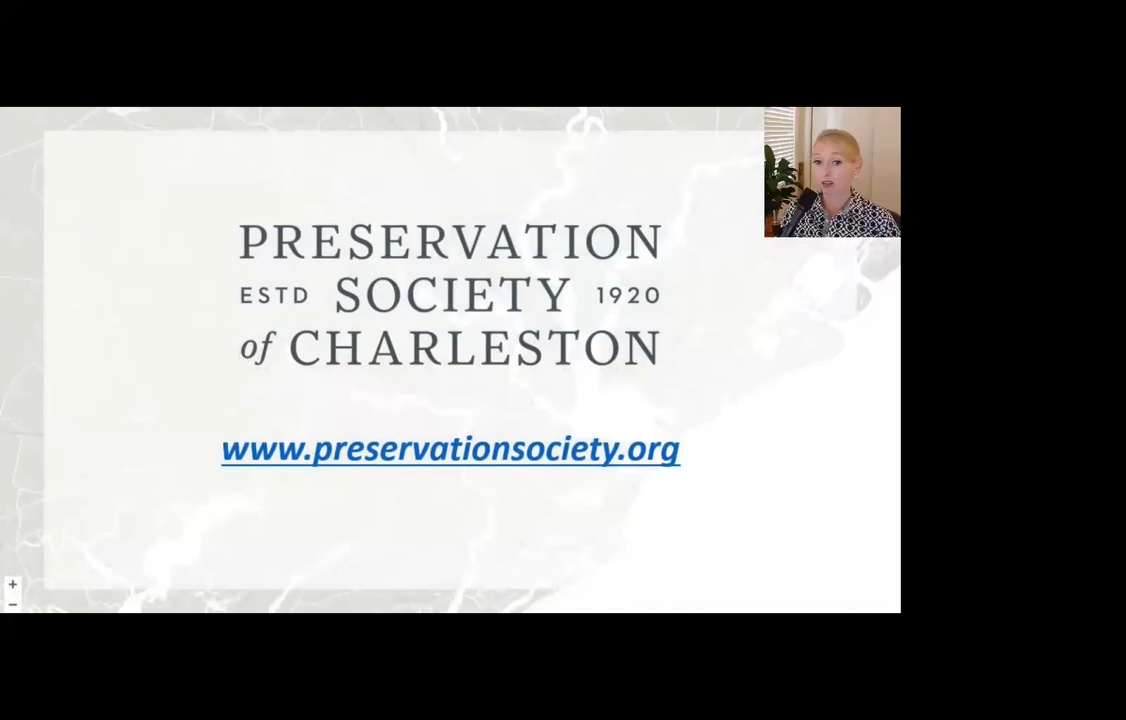 PRESERVATION
ESTD SOCIETY 1920
of CHARLESTON
www.preservationsociety.org
+
−